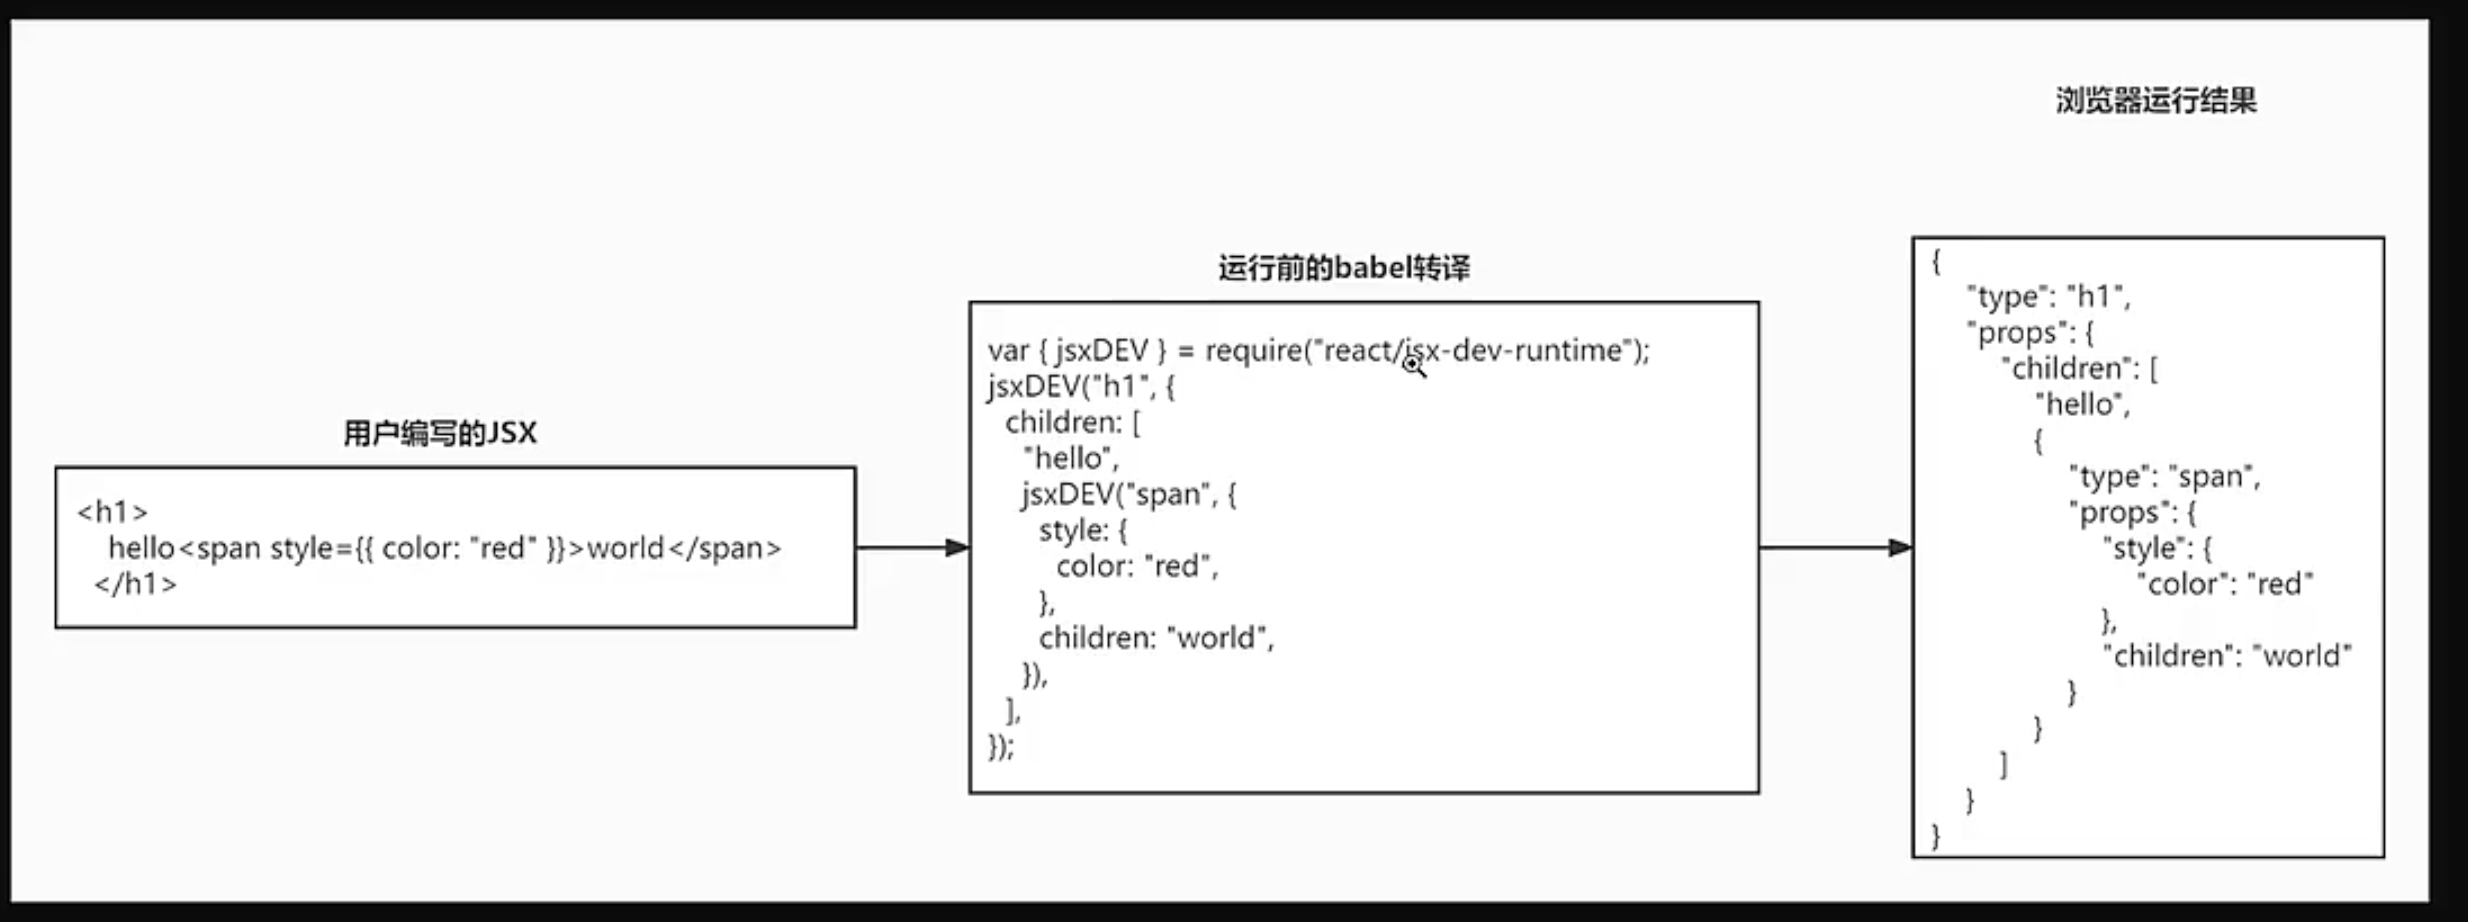 用户编写的JSX
<h1>
hello<span style={{ color: "red" }}>world</span>
</h1>
运行前的babel转译
var { jsxDEV } = require("react/jsx-dev-runtime");
jsxDEV("h1", {
children: [
"hello",
jsxDEV("span", {
style: {
color: "red",
},
children: "world",
}),
],
});
浏览器运行结果
{
"type": "h1",
"props": {
"children": [
"hello",
{
"type": "span",
"props": {
"style": {
"color": "red"
},
"children": "world"
}
}
]
}
}